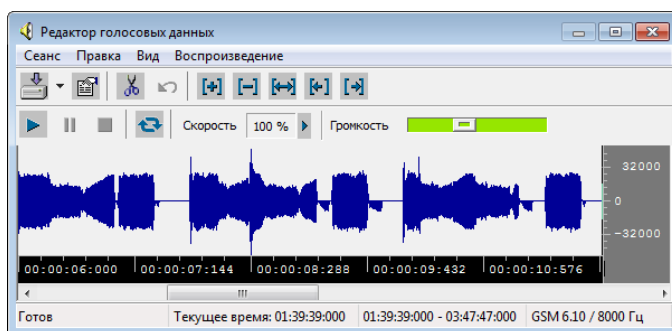 Редактор голосовых данных
Сеанс Правка Вид Воспроизведение
Скорость 100 % Громкость
32000
0
-32000
00:00:06:000 00:00:07:144 00:00:08:288 00:00:09:432 00:00:10:576
Готов Текущее время: 01:39:39:000 01:39:39:000 - 03:47:47:000 GSM 6.10 / 8000 Гц